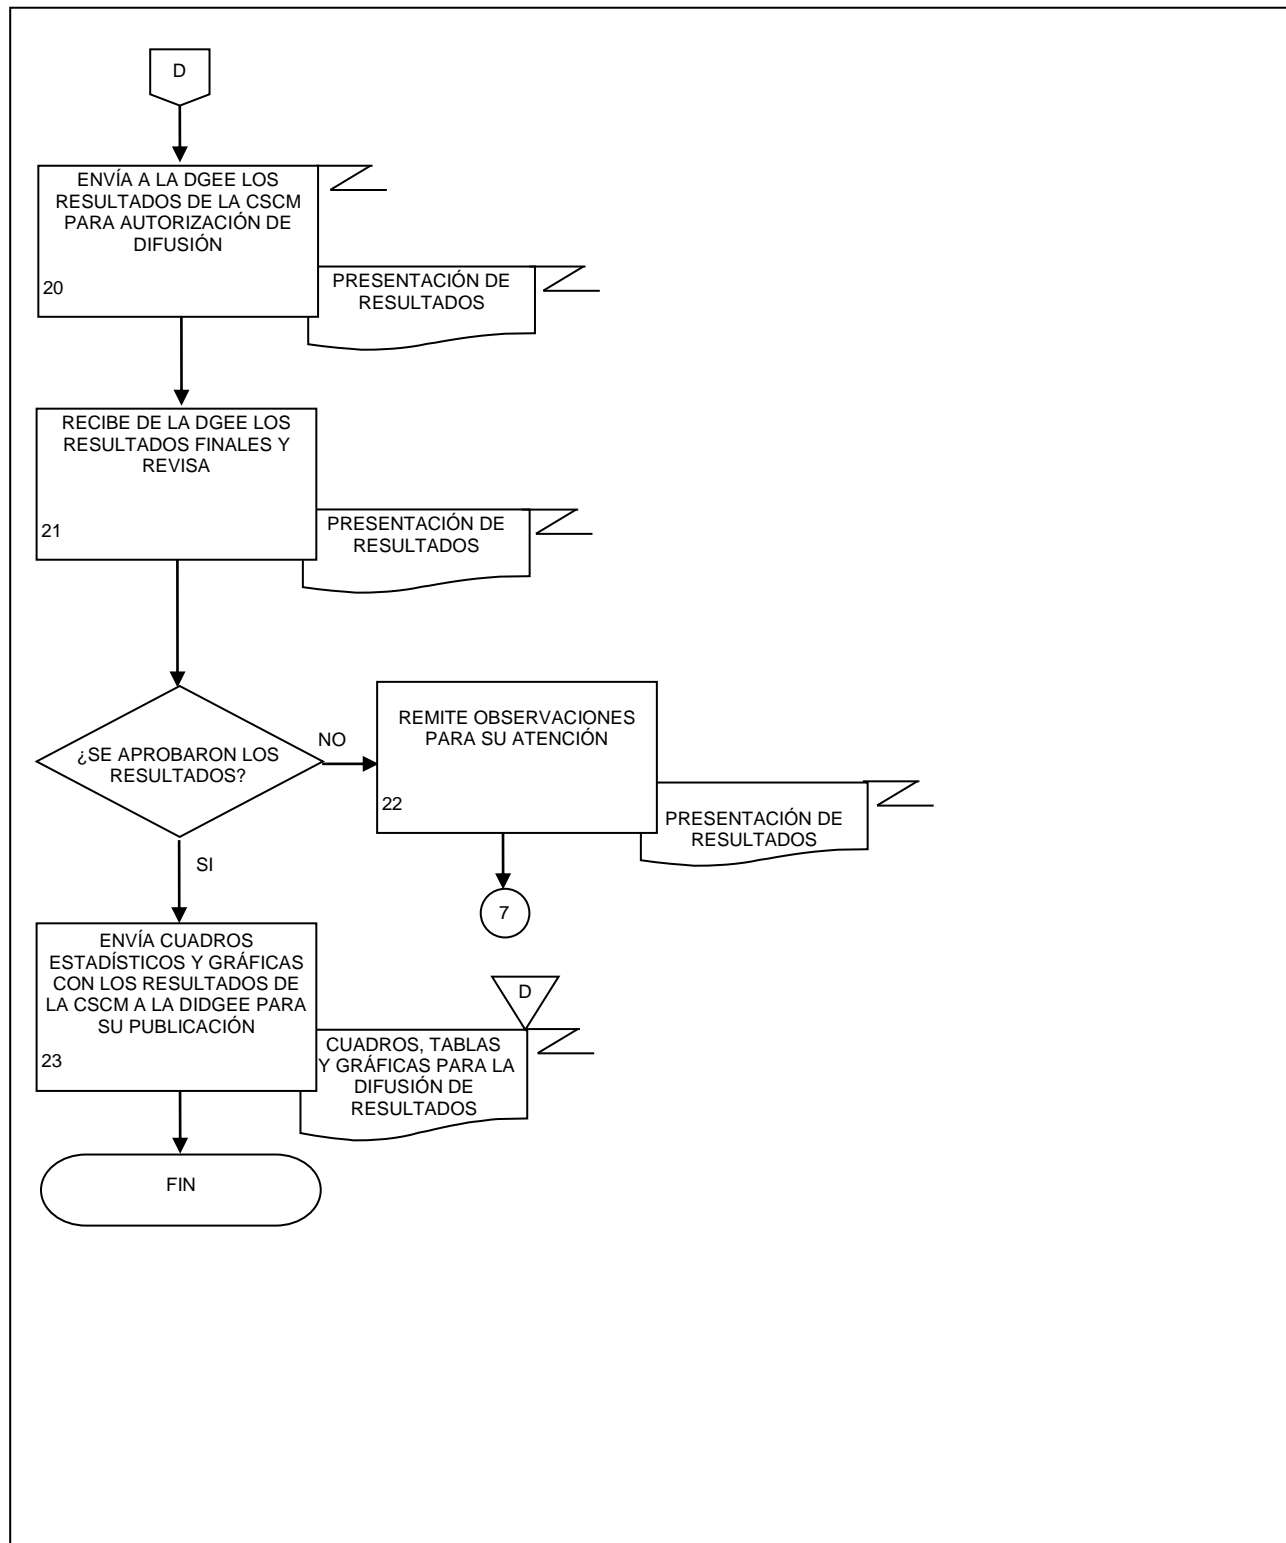 D
ENVÍA A LA DGEE LOS
RESULTADOS DE LA CSCM
PARA AUTORIZACIÓN DE
DIFUSIÓN
20
PRESENTACIÓN DE
RESULTADOS
RECIBE DE LA DGEE LOS
RESULTADOS FINALES Y
REVISA
21
PRESENTACIÓN DE
RESULTADOS
¿SE APROBARON LOS
RESULTADOS?
NO
REMITE OBSERVACIONES
PARA SU ATENCIÓN
22
PRESENTACIÓN DE
RESULTADOS
7
SI
ENVÍA CUADROS
ESTADÍSTICOS Y GRÁFICAS
CON LOS RESULTADOS DE
LA CSCM A LA DIDGEE PARA
SU PUBLICACIÓN
23
D
CUADROS, TABLAS
Y GRÁFICAS PARA LA
DIFUSIÓN DE
RESULTADOS
FIN